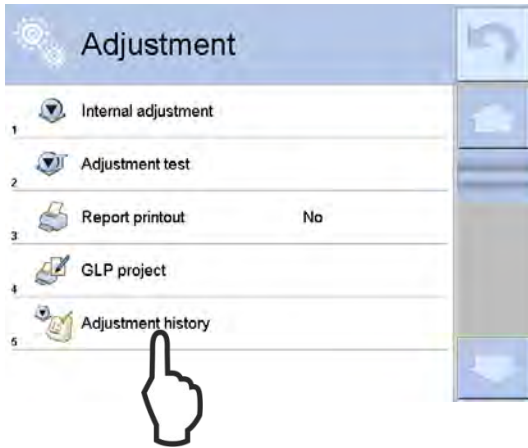 Adjustment
1 Internal adjustment
2 Adjustment test
3 Report printout No
4 GLP project
5 Adjustment history